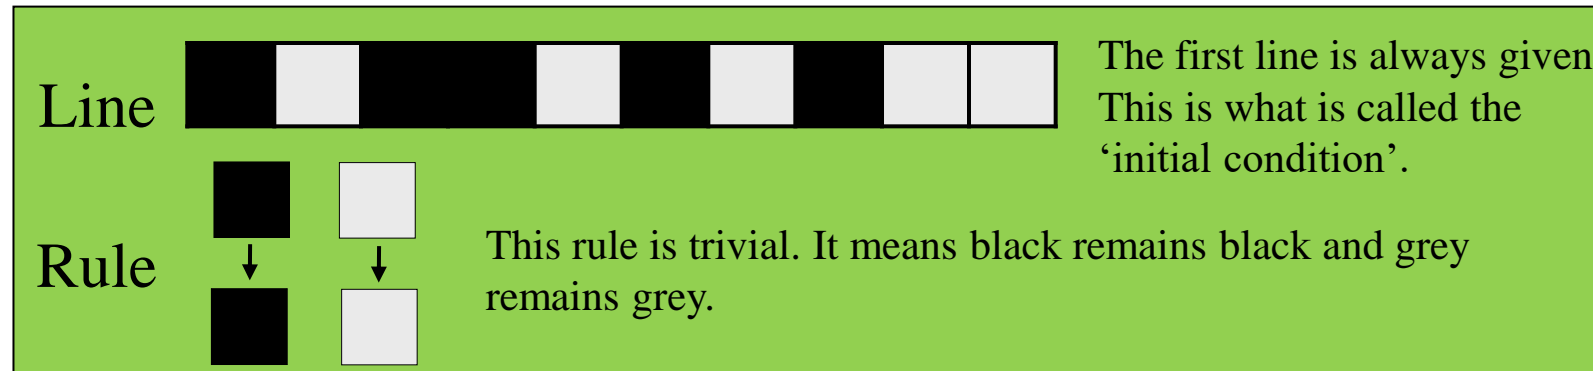 Line
The first line is always given
This is what is called the
‘initial condition’.
Rule
This rule is trivial. It means black remains black and grey
remains grey.